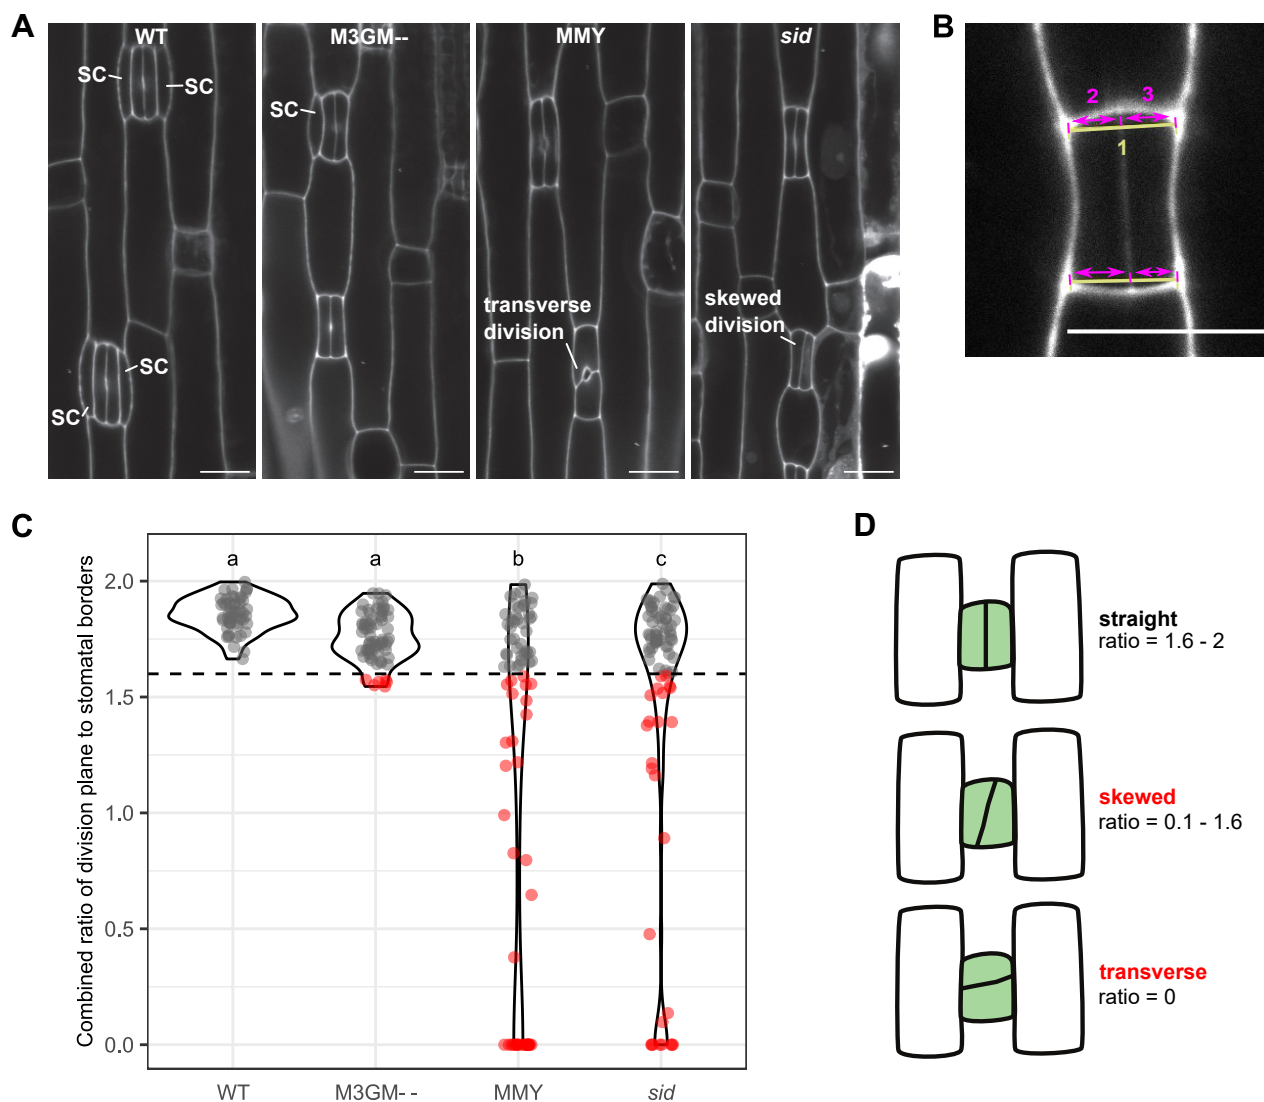 A
WT
SC
SC
SC
SC
M3GM--
SC
MMY
transverse
division
sid
skewed
division
B
2
3
1
C
Combined ratio of division plane to stomatal borders
a
a
b
c
2.0
1.5
1.0
0.5
0.0
WT
M3GM- -
MMY
sid
D
straight
ratio = 1.6 - 2
skewed
ratio = 0.1 - 1.6
transverse
ratio = 0